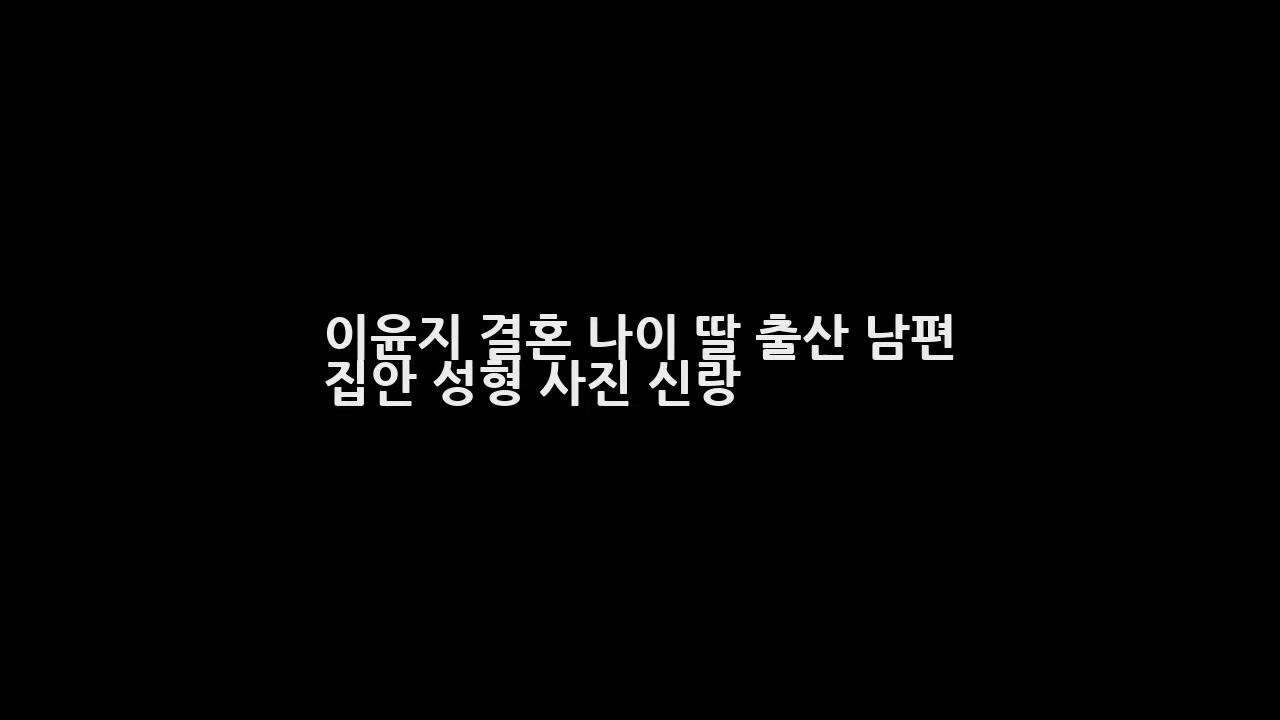 이윤지 결혼 나이 딸 출산 남편
집안 성형 사진 신랑